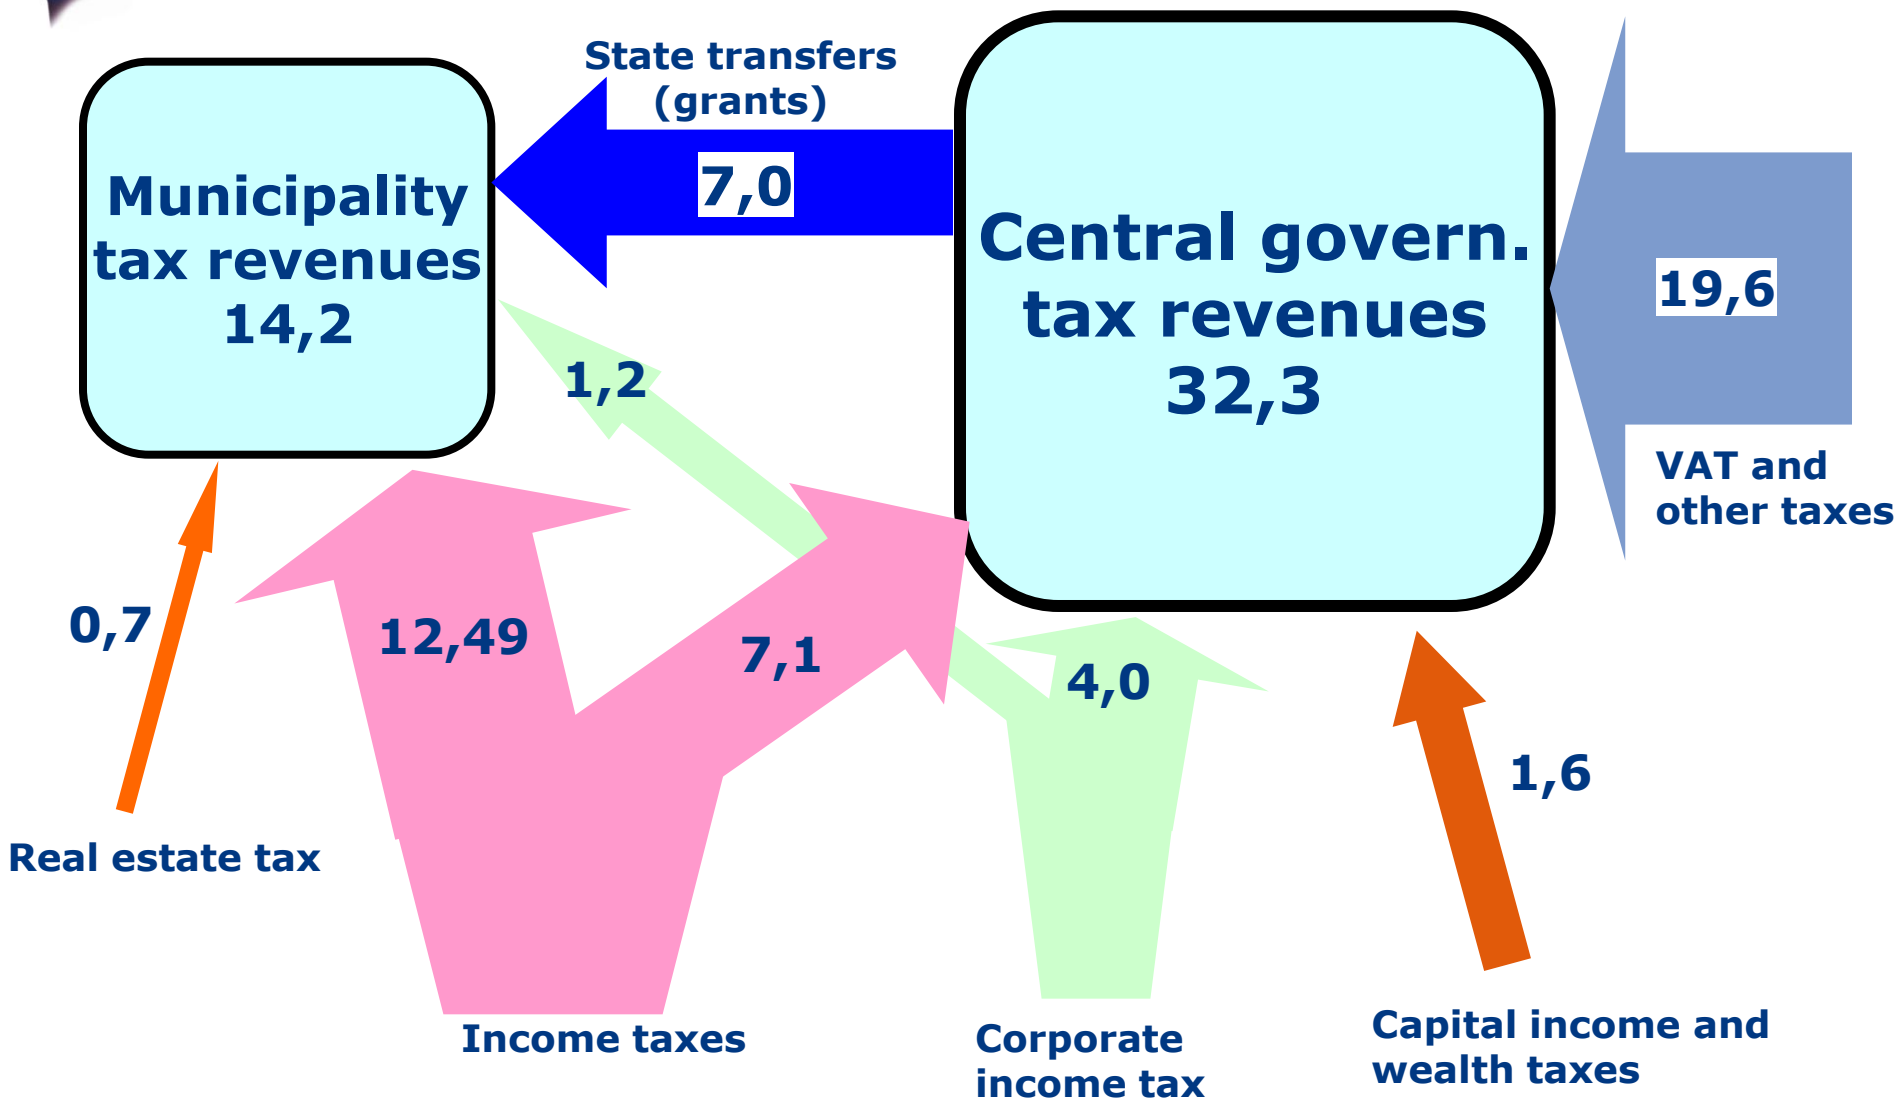 State transfers
(grants)
7,0
Municipality
tax revenues
14,2
Central govern.
tax revenues
32,3
19,6
VAT and
other taxes
1,2
0,7
12,49
7,1
4,0
1,6
Real estate tax
Income taxes
Corporate
income tax
Capital income and
wealth taxes